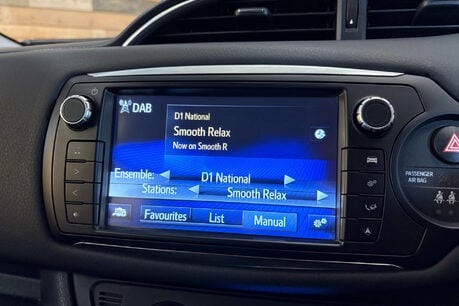 DAB
D1 National
Smooth Relax
Now on Smooth R
Ensemble: D1 National
Stations: Smooth Relax
Favourites List Manual
PASSENGER
AIR BAG